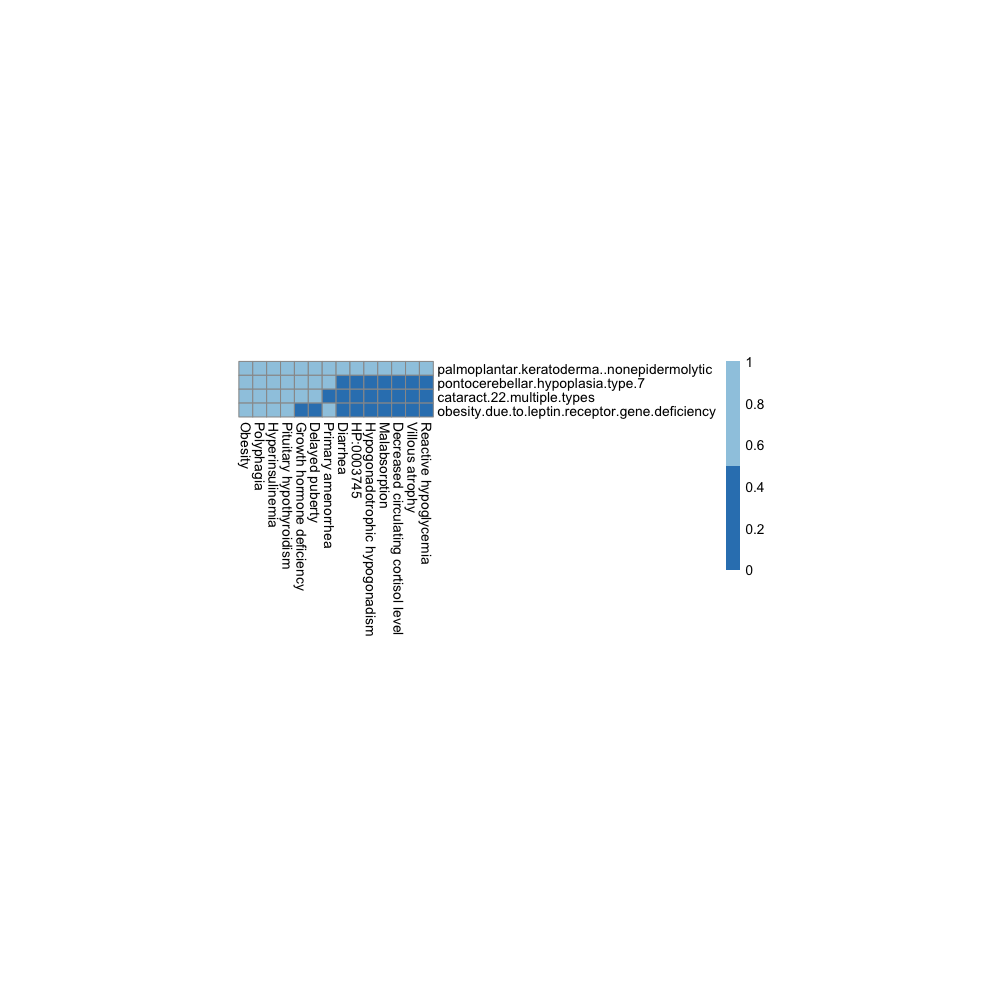 palmoplantar.keratoderma..nonepidermolytic
pontocerebellar.hypoplasia.type.7
cataract.22.multiple.types
obesity.due.to.leptin.receptor.gene.deficiency
Obesity
Polyphagia
Hyperinsulinemia
Pituitary hypothyroidism
Growth hormone deficiency
Delayed puberty
Primary amenorrhea
Diarrhea
HP:0003745
Hypogonadotrophic hypogonadism
Malabsorption
Decreased circulating cortisol level
Villous atrophy
Reactive hypoglycemia
1
0.8
0.6
0.4
0.2
0